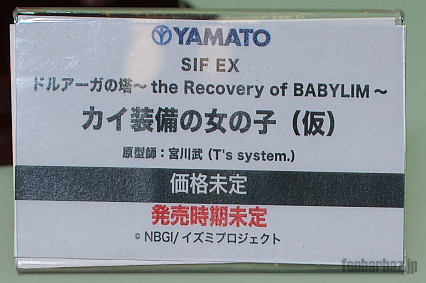 YAMATO
SIF EX
ドルアーガの塔～the Recovery of BABYLIM～
カイ装備の女の子（仮）
原型師：宮川武（T's system.）
価格未定
発売時期未定
© NBGI/イズミプロジェクト
foobarbaz.jp